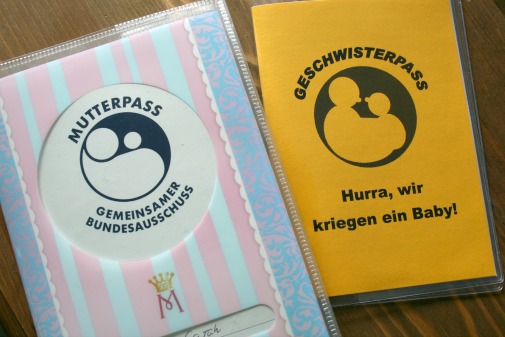 MUTTERPASS
GEMEINSAMER
BUNDESAUSSCHUSS
M
GESCHWISTERPASS
Hurra, wir
kriegen ein Baby!